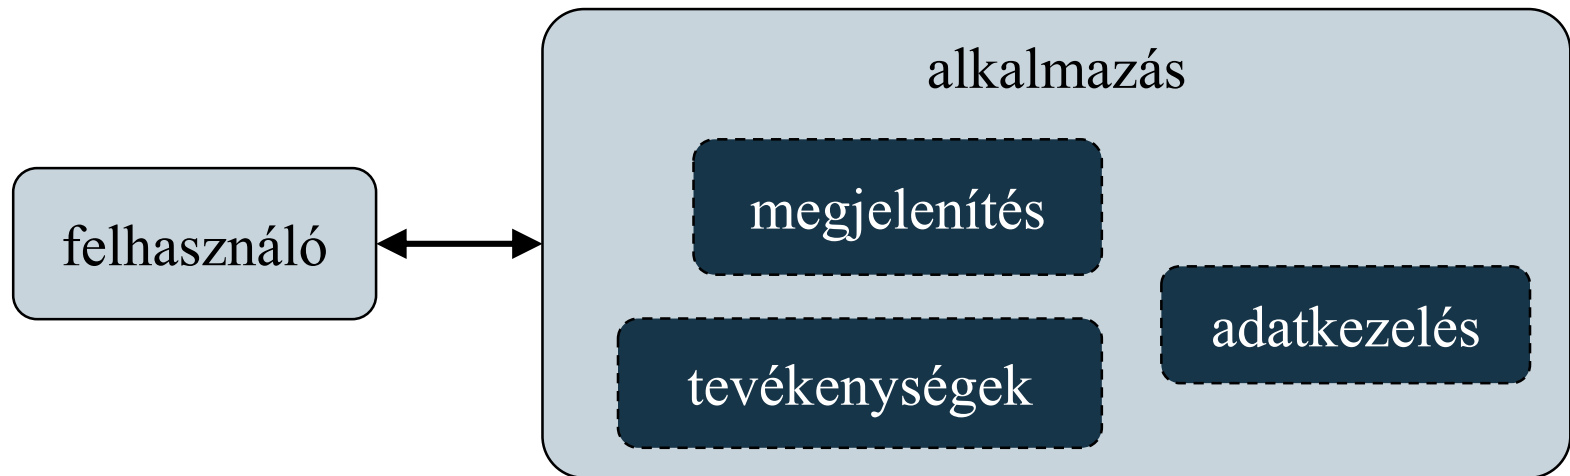 alkalmazás
megjelenítés
felhasználó
adatkezelés
tevékenységek